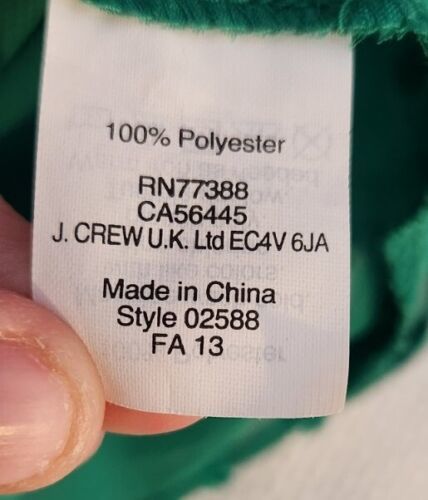 100% Polyester
RN77388
CA56445
J. CREW U.K. Ltd EC4V 6JA
Made in China
Style 02588
FA 13